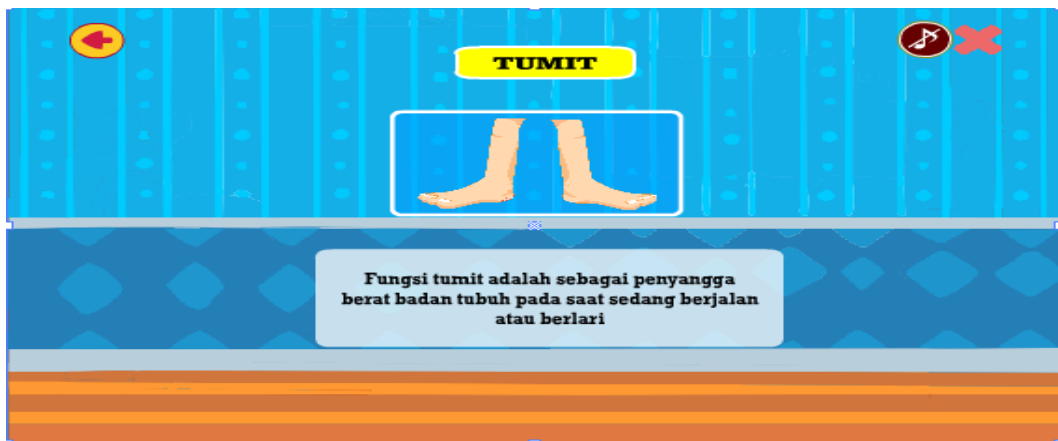 TUMIT
Fungsi tumit adalah sebagai penyangga
berat badan tubuh pada saat sedang berjalan
atau berlari